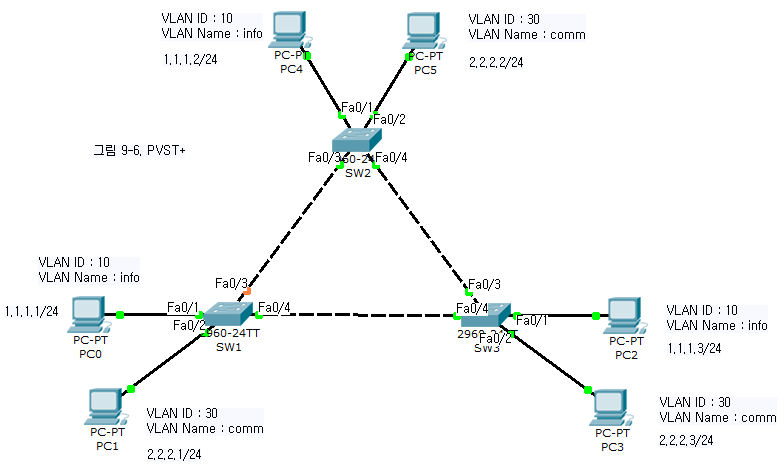 VLAN ID : 10
VLAN Name : info
1,1,1,2/24
PC-PT
PC4
VLAN ID : 30
VLAN Name : comm
2,2,2,2/24
PC-PT
PC5
그림 9-6, PVST+
Fa0/1
Fa0/2
Fa0/3
Fa0/4
SW2
VLAN ID : 10
VLAN Name : info
1,1,1,1/24
PC-PT
PC0
Fa0/3
Fa0/1
Fa0/4
Fa0/2
2960-24TT
SW1
Fa0/3
Fa0/4
Fa0/1
Fa0/2
SW3
VLAN ID : 10
VLAN Name : info
1,1,1,3/24
PC-PT
PC2
PC-PT
PC1
VLAN ID : 30
VLAN Name : comm
2,2,2,1/24
PC-PT
PC3
VLAN ID : 30
VLAN Name : comm
2,2,2,3/24